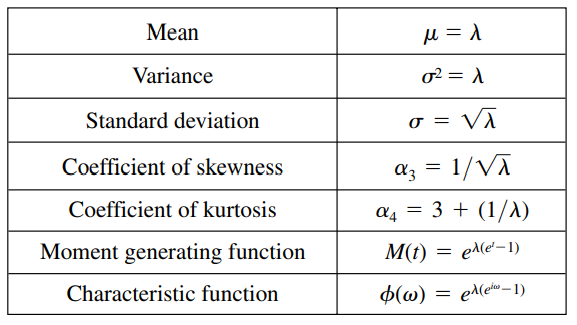 Mean μ = λ
Variance σ² = λ
Standard deviation σ = √λ
Coefficient of skewness α₃ = 1/√λ
Coefficient of kurtosis α₄ = 3 + (1/λ)
Moment generating function M(t) = e^{λ(e^t−1)}
Characteristic function ϕ(ω) = e^{λ(e^{iω}−1)}